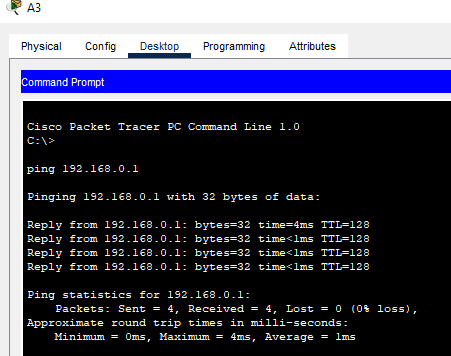 A3
Physical Config Desktop Programming Attributes
Command Prompt
Cisco Packet Tracer PC Command Line 1.0
C:\>
ping 192.168.0.1
Pinging 192.168.0.1 with 32 bytes of data:
Reply from 192.168.0.1: bytes=32 time=4ms TTL=128
Reply from 192.168.0.1: bytes=32 time<1ms TTL=128
Reply from 192.168.0.1: bytes=32 time<1ms TTL=128
Reply from 192.168.0.1: bytes=32 time<1ms TTL=128
Ping statistics for 192.168.0.1:
Packets: Sent = 4, Received = 4, Lost = 0 (0% loss),
Approximate round trip times in milli-seconds:
Minimum = 0ms, Maximum = 4ms, Average = 1ms